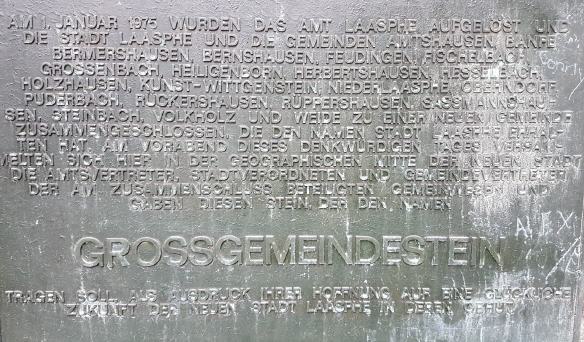 AM 1. JANUAR 1975 WURDEN DAS AMT LAASPHE AUFGELÖST UND
DIE STADT LAASPHE UND DIE GEMEINDEN AMTSHAUSEN, BANFE,
BERMERSHAUSEN, BERNSHAUSEN, FEUDINGEN, FISCHELBACH,
GROSSENBACH, HEILIGENBORN, HERBERTSHAUSEN, HESSELBACH,
HOLZHAUSEN, KUNST-WITTGENSTEIN, NIEDERLAASPHE, OBERNDORF,
PUDERBACH, RÜCKERSHAUSEN, RÜPPERSHAUSEN, SASSMANNSHAU-
SEN, STEINBACH, VOLKHOLZ UND WEIDE ZU EINER NEUEN GEMEINDE
ZUSAMMENGESCHLOSSEN, DIE DEN NAMEN STADT LAASPHE ERHAL-
TEN HAT. AM VORABEND DIESES DENKWÜRDIGEN TAGES VERSAM-
MELTEN SICH HIER IN DER GEOGRAPHISCHEN MITTE DER NEUEN STADT
DIE AMTSVERTRETER, STADTVERORDNETEN UND GEMEINDEVERTRETER
DER AM ZUSAMMENSCHLUSS BETEILIGTEN GEMEINWESEN UND
GABEN DIESEN STEIN, DER DEN NAMEN
GROSSGEMEINDESTEIN
TRAGEN SOLL, ALS AUSDRUCK IHRER HOFFNUNG AUF EINE GLÜCKLICHE
ZUKUNFT DER NEUEN STADT LAASPHE IN DEREN OBHUT